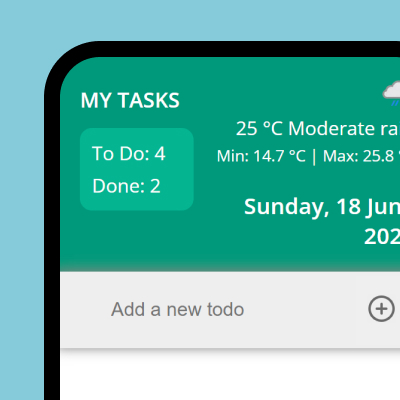 MY TASKS
To Do: 4
Done: 2
25 °C Moderate ra
Min: 14.7 °C | Max: 25.8
Sunday, 18 Jun
202
Add a new todo